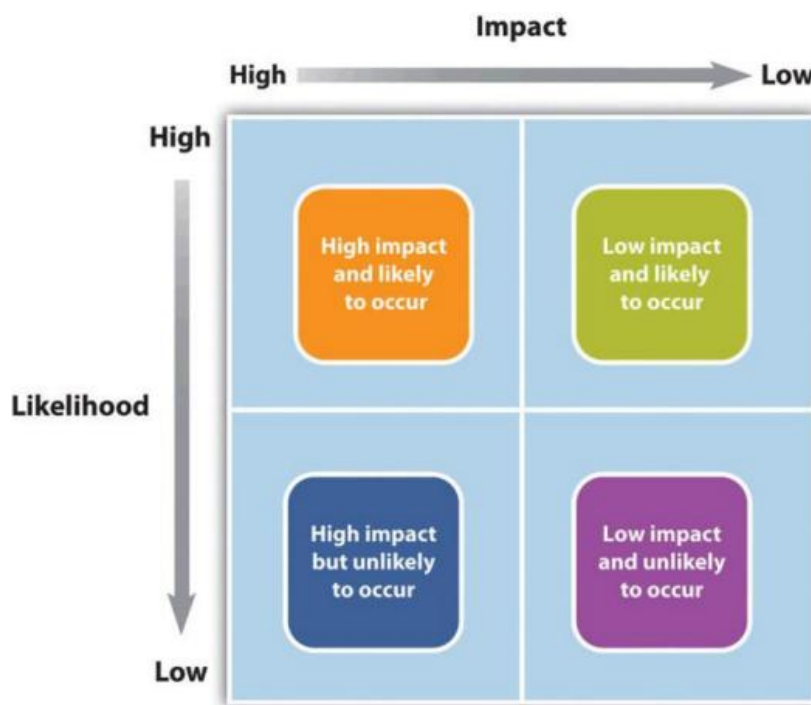 Impact
High
Low
High
High impact
and likely
to occur
Low impact
and likely
to occur
Likelihood
High impact
but unlikely
to occur
Low impact
and unlikely
to occur
Low